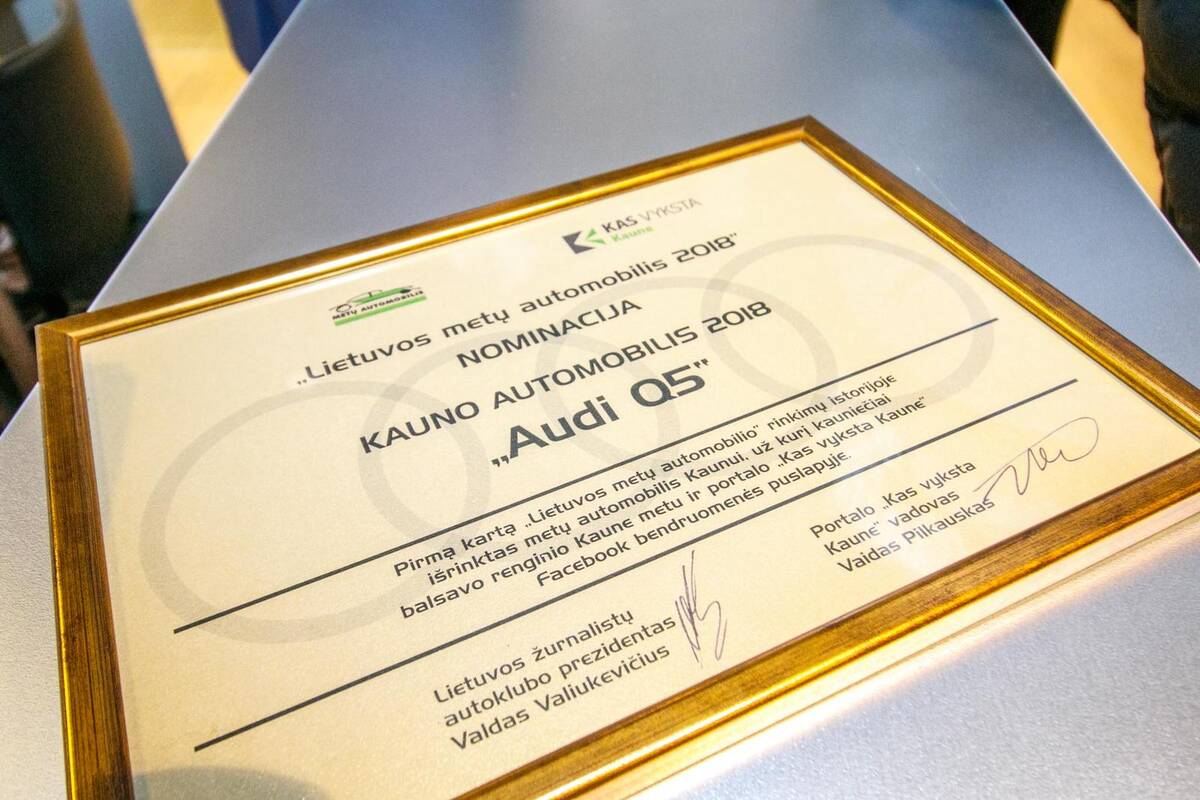 KAS VYKSTA
Kaune
METŲ AUTOMOBILIS
„Lietuvos metų automobilis 2018"
NOMINACIJA
KAUNO AUTOMOBILIS 2018
„Audi Q5"
Pirmą kartą „Lietuvos metų automobilio" rinkimų istorijoje
išrinktas metų automobilis Kaunui, už kurį kauniečiai
balsavo renginio Kaune metu ir portalo „Kas vyksta Kaune"
Facebook bendruomenės puslapyje.
Lietuvos žurnalistų
autoklubo prezidentas
Valdas Valiukevičius
Portalo „Kas vyksta
Kaune" vadovas
Vaidas Pilkauskas